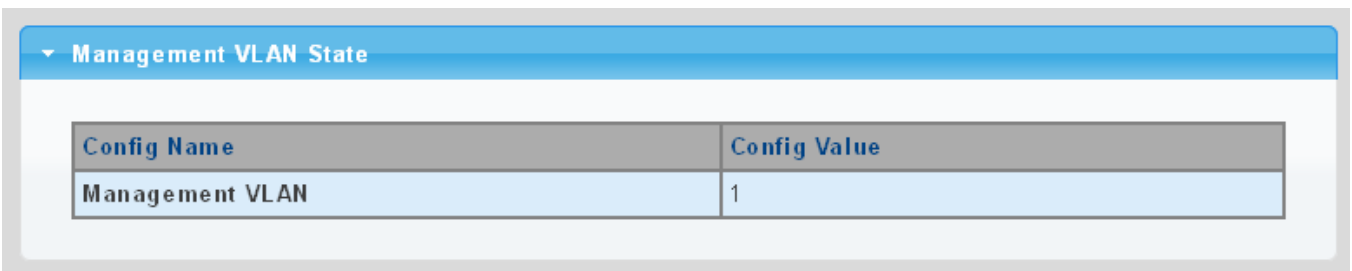 Management VLAN State
Config Name Config Value
Management VLAN 1